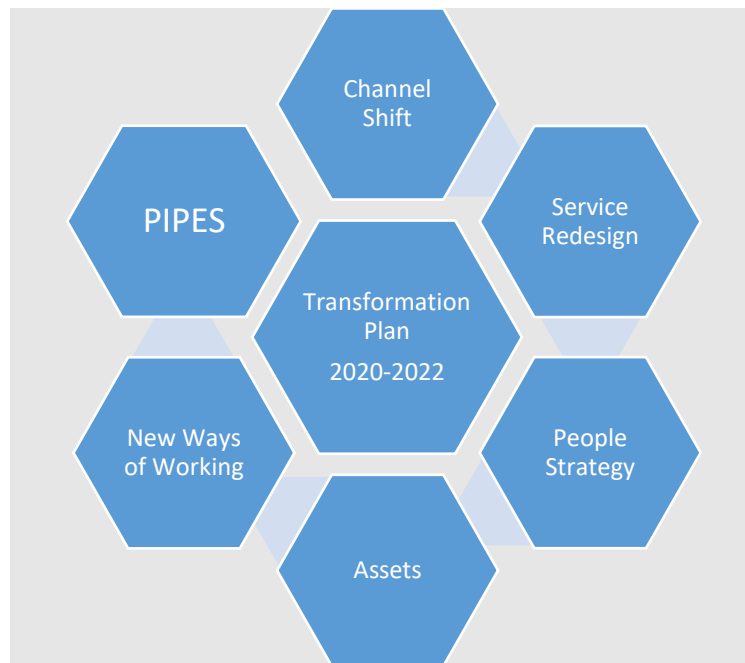 Channel
Shift
PIPES
Service
Redesign
Transformation
Plan
2020-2022
New Ways
of Working
People
Strategy
Assets